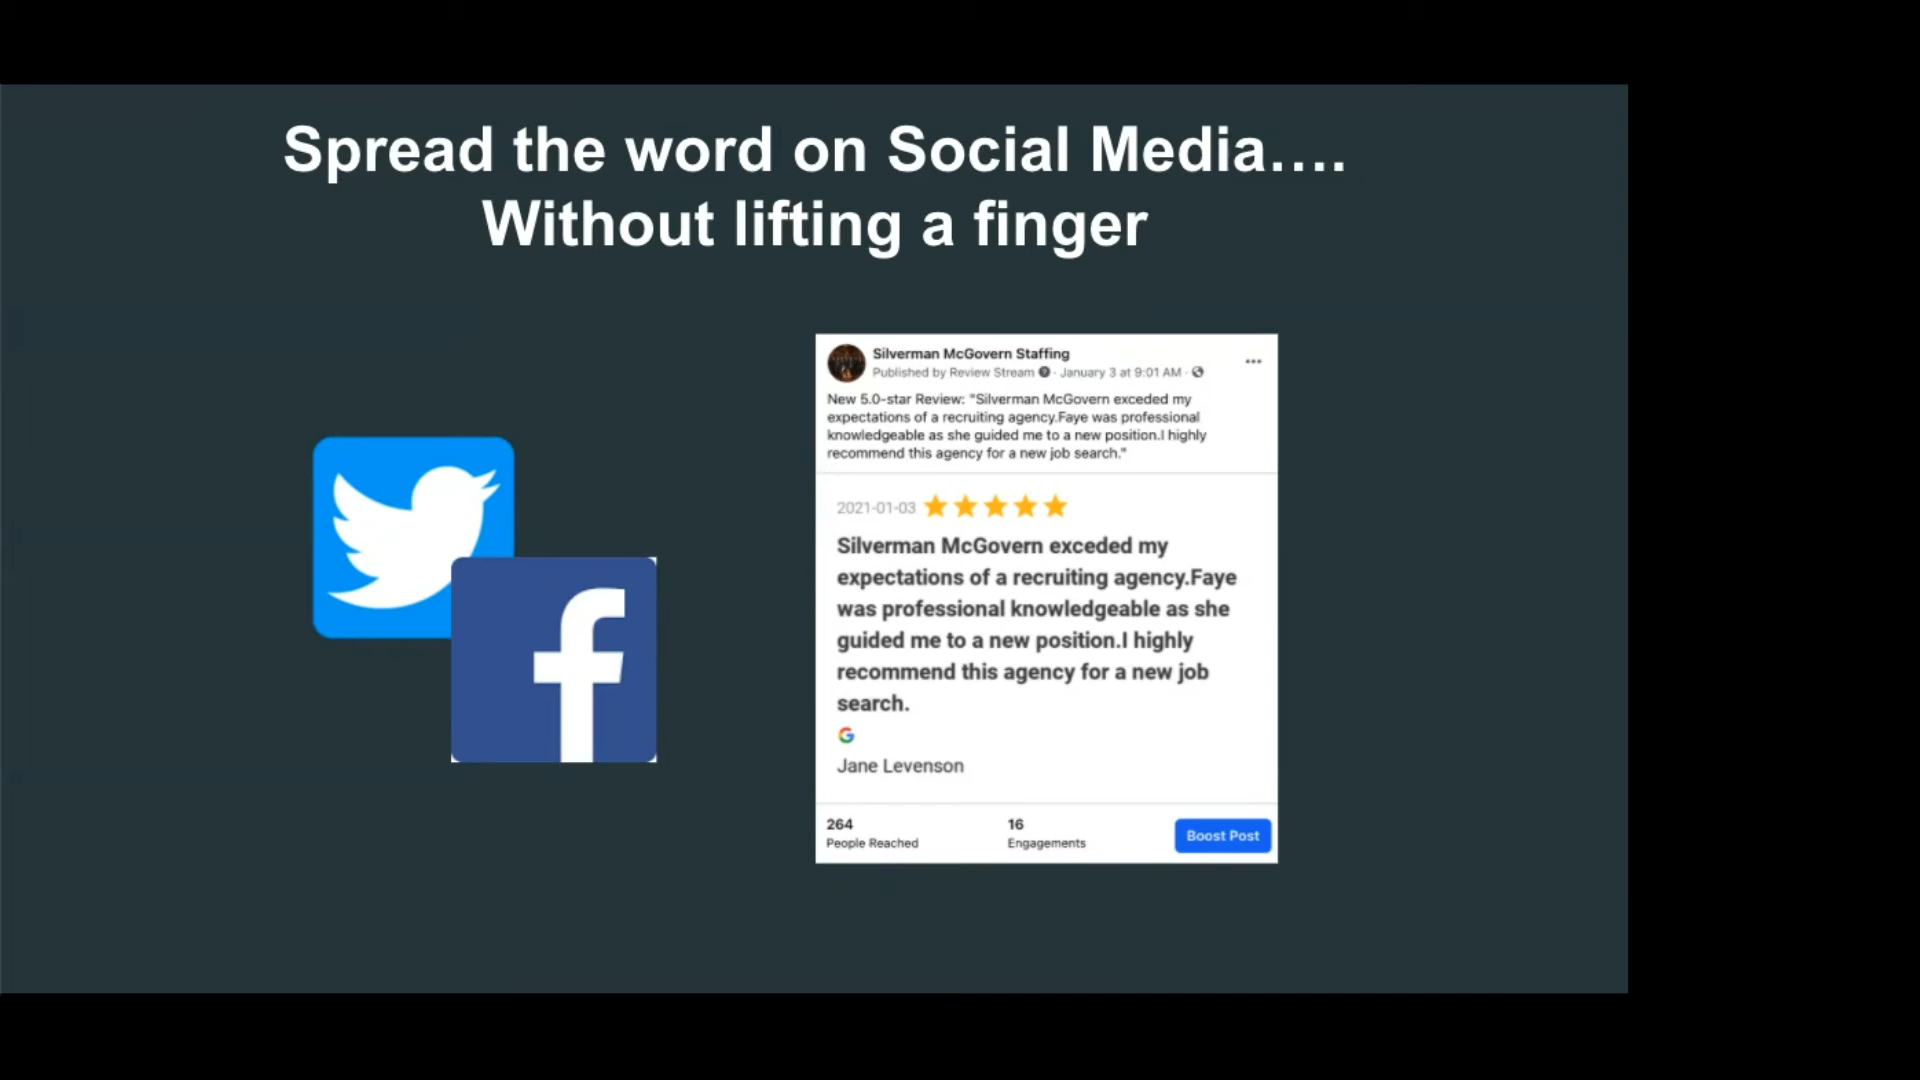 Spread the word on Social Media....
Without lifting a finger
Silverman McGovern Staffing
Published by Review Stream · January 3 at 9:01 AM ·
New 5.0-star Review: "Silverman McGovern exceded my
expectations of a recruiting agency.Faye was professional
knowledgeable as she guided me to a new position.I highly
recommend this agency for a new job search."
2021-01-03
Silverman McGovern exceded my
expectations of a recruiting agency.Faye
was professional knowledgeable as she
guided me to a new position.I highly
recommend this agency for a new job
search.
Jane Levenson
264
People Reached
16
Engagements
Boost Post